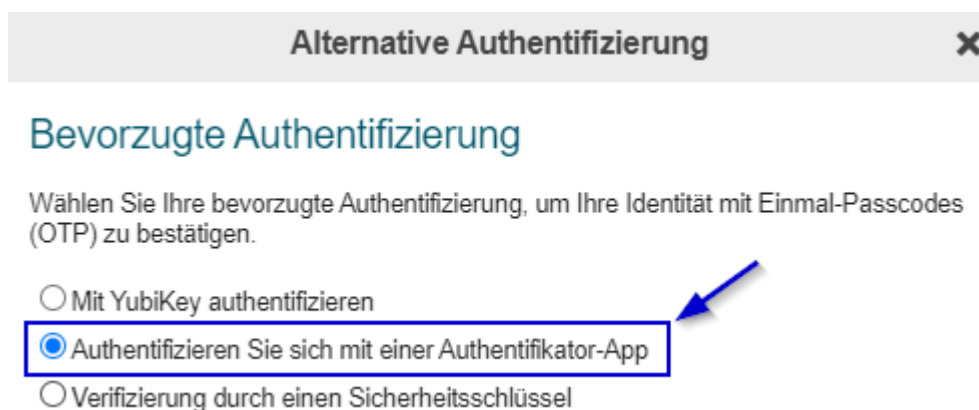 Alternative Authentifizierung
Bevorzugte Authentifizierung
Wählen Sie Ihre bevorzugte Authentifizierung, um Ihre Identität mit Einmal-Passcodes
(OTP) zu bestätigen.
Mit YubiKey authentifizieren
Authentifizieren Sie sich mit einer Authentifikator-App
Verifizierung durch einen Sicherheitsschlüssel